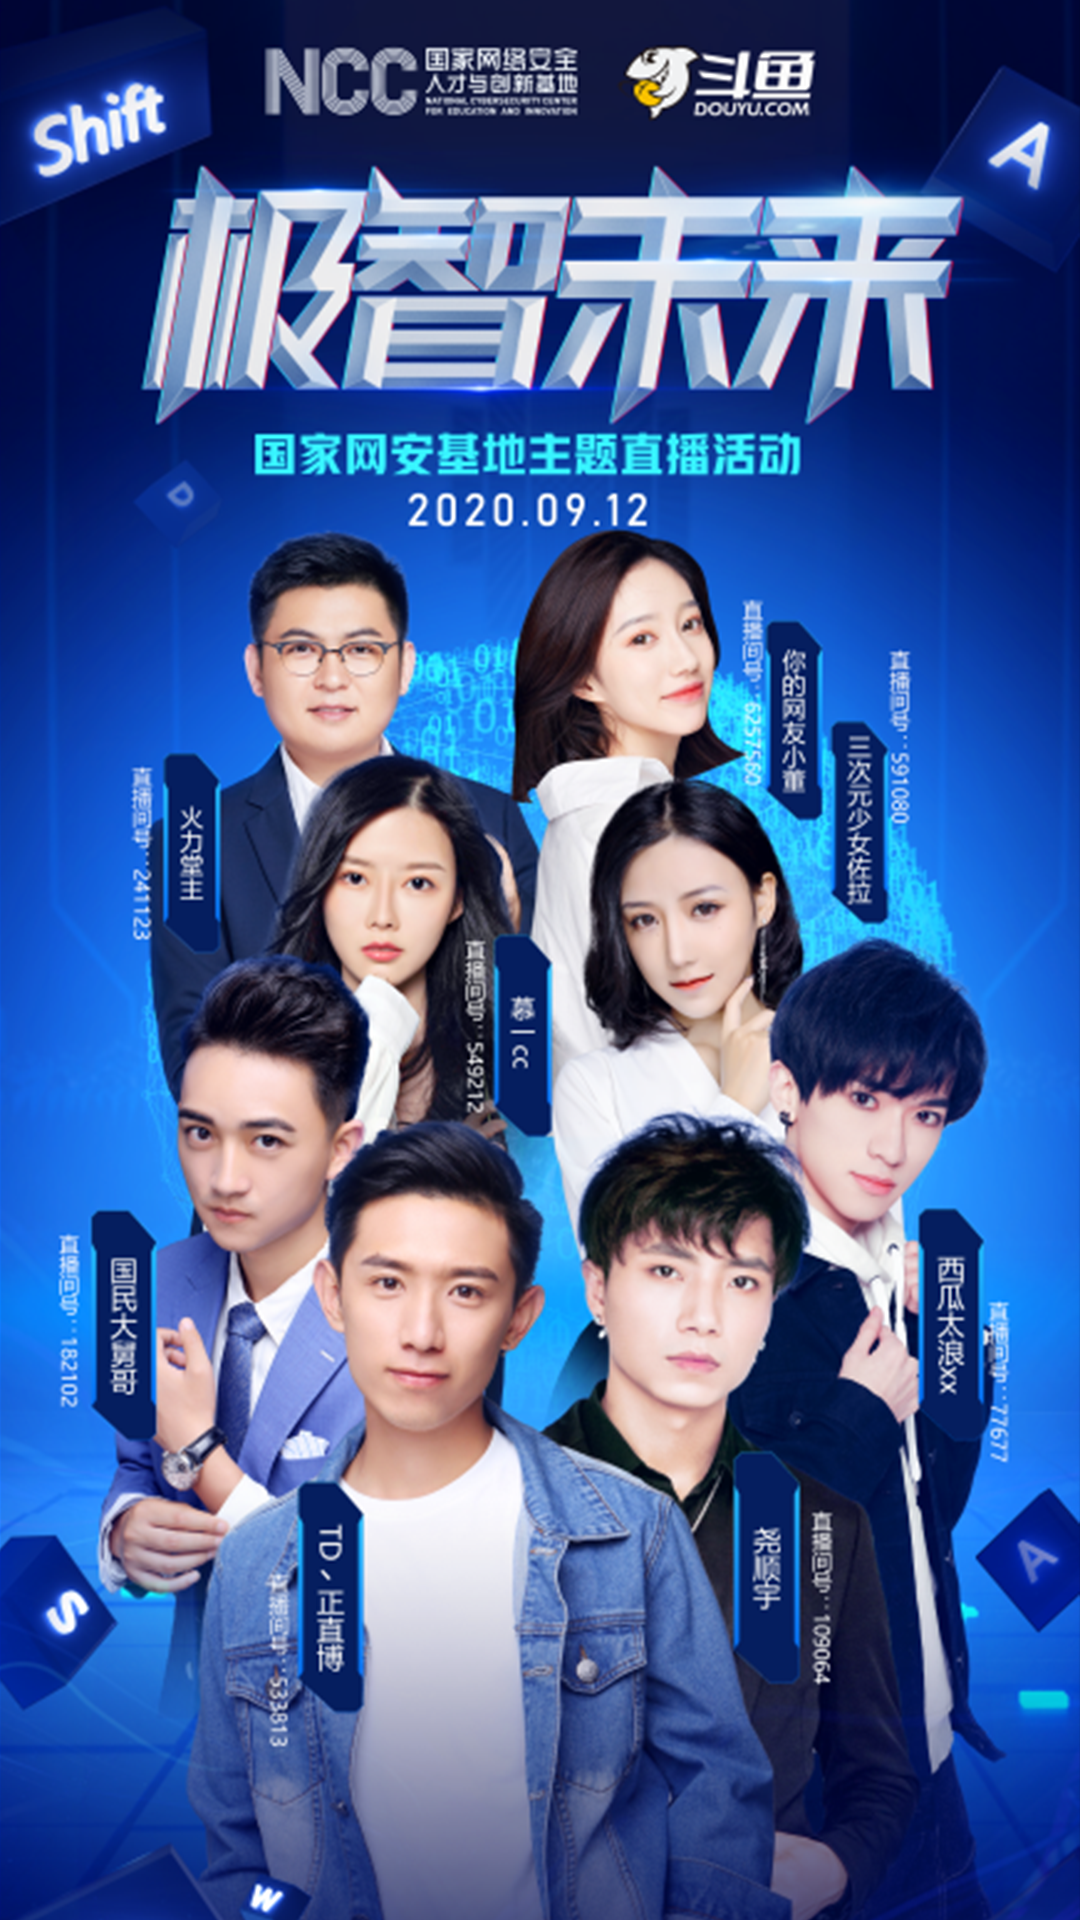 Shift
NCC
国家网络安全
人才与创新基地
NATIONAL CYBERSECURITY CENTER
FOR EDUCATION AND INNOVATION
斗鱼
DOUYU.COM
A
极智未来
国家网安基地主题直播活动
2020.09.12
D
直播间号:6257560
你的网友小董
三次元少女佐拉
直播间号:591080
直播间号:241123
火力堂主
直播间号:549212
慕一cc
直播间号:182102
国民大舅哥
西瓜太浪xx
直播间号:77677
TD丶正直博
直播间号:533813
尧顺宇
直播间号:109064
S
A
W